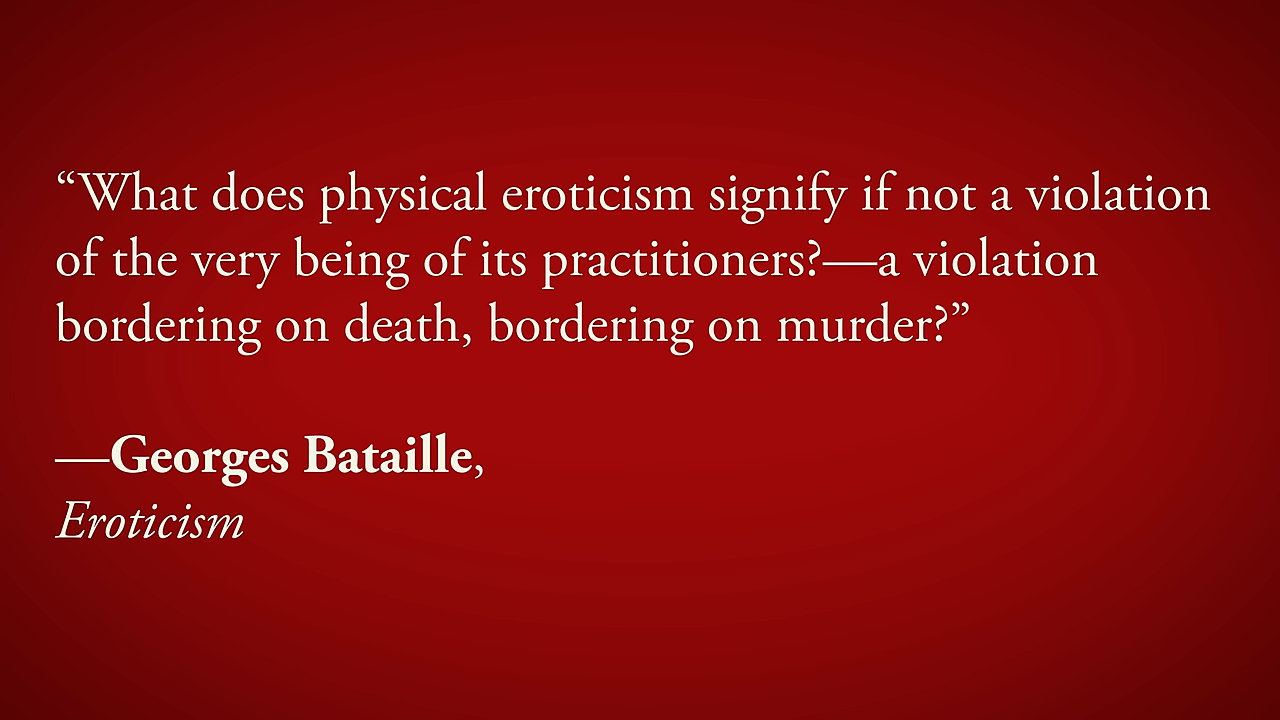 “What does physical eroticism signify if not a violation
of the very being of its practitioners?—a violation
bordering on death, bordering on murder?”
—Georges Bataille,
Eroticism